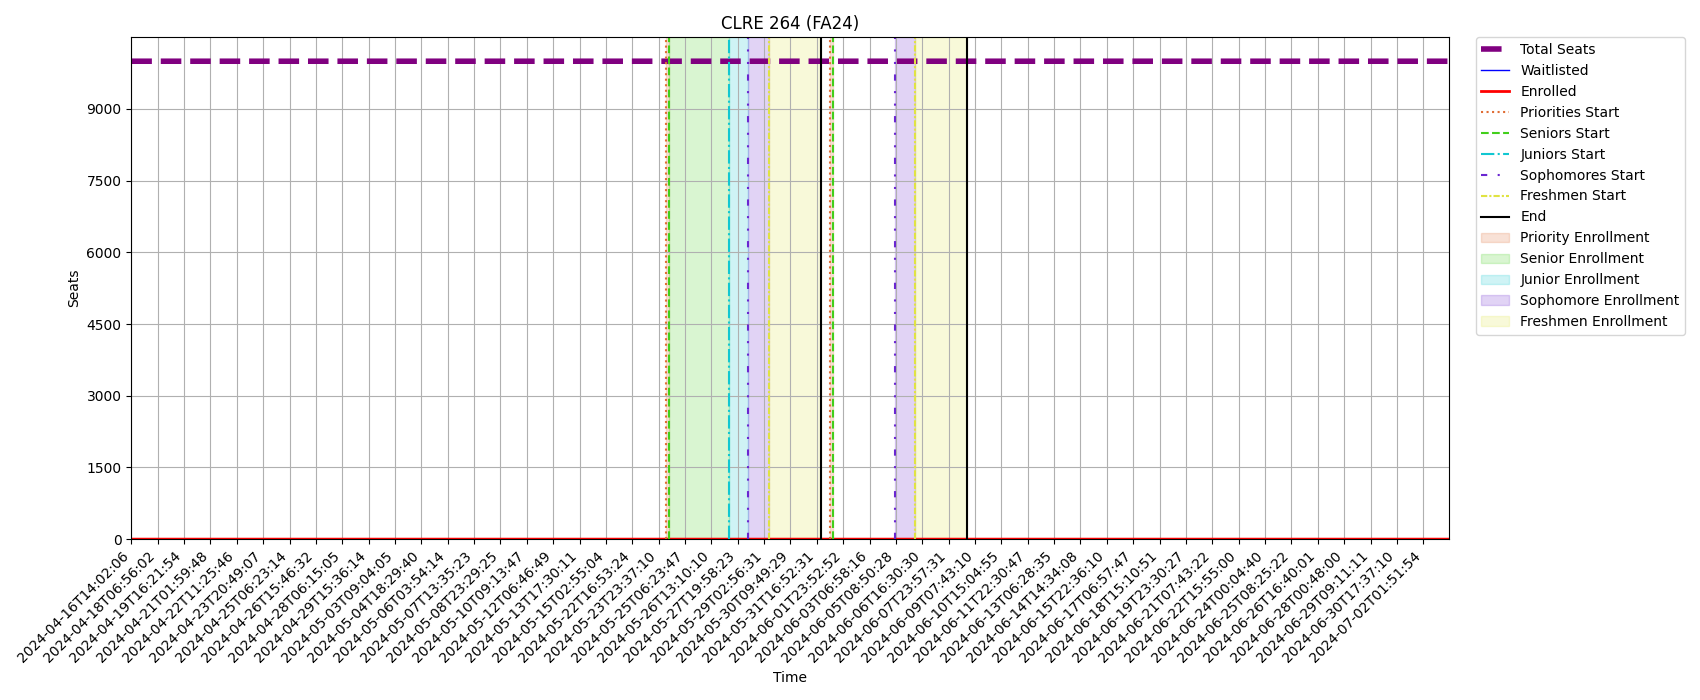 CLRE 264 (FA24)
Total Seats
Waitlisted
Enrolled
Priorities Start
Seniors Start
Juniors Start
Sophomores Start
Freshmen Start
End
Priority Enrollment
Senior Enrollment
Junior Enrollment
Sophomore Enrollment
Freshmen Enrollment
Seats
9000
7500
6000
4500
3000
1500
0
2024-04-16T14:02:06
2024-04-18T06:56:02
2024-04-19T16:21:54
2024-04-21T01:59:48
2024-04-22T11:25:46
2024-04-23T20:49:07
2024-04-25T06:23:14
2024-04-26T15:46:32
2024-04-28T06:15:05
2024-04-29T15:36:14
2024-05-03T09:04:05
2024-05-04T18:29:40
2024-05-06T03:54:14
2024-05-07T13:35:23
2024-05-08T23:29:25
2024-05-10T09:13:47
2024-05-12T06:46:49
2024-05-13T17:30:11
2024-05-15T02:55:04
2024-05-22T16:53:24
2024-05-23T23:37:10
2024-05-25T06:23:47
2024-05-26T13:10:10
2024-05-27T19:58:23
2024-05-29T02:56:31
2024-05-30T09:49:29
2024-05-31T16:52:31
2024-06-01T23:52:52
2024-06-03T06:58:16
2024-06-05T08:50:28
2024-06-06T16:30:30
2024-06-07T23:57:31
2024-06-09T07:43:10
2024-06-10T15:04:55
2024-06-11T22:30:47
2024-06-13T06:28:35
2024-06-14T14:34:08
2024-06-15T22:36:10
2024-06-17T06:57:47
2024-06-18T15:10:51
2024-06-19T23:30:27
2024-06-21T07:43:22
2024-06-22T15:55:00
2024-06-24T00:04:40
2024-06-25T08:25:22
2024-06-26T16:40:01
2024-06-28T00:48:00
2024-06-29T09:11:11
2024-06-30T17:37:10
2024-07-02T01:51:54
Time